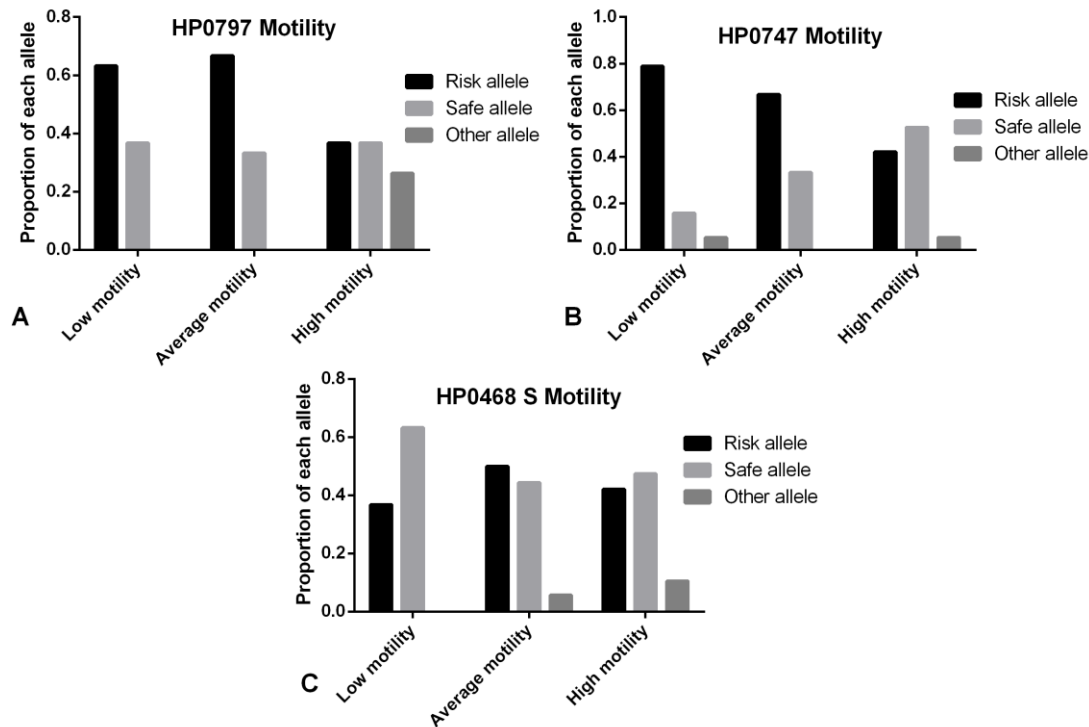 HP0797 Motility
Proportion of each allele
0.8
0.6
0.4
0.2
0.0
Low motility
Average motility
High motility
Risk allele
Safe allele
Other allele
A
HP0747 Motility
Proportion of each allele
1.0
0.8
0.6
0.4
0.2
0.0
Low motility
Average motility
High motility
Risk allele
Safe allele
Other allele
B
HP0468 S Motility
Proportion of each allele
0.8
0.6
0.4
0.2
0.0
Low motility
Average motility
High motility
Risk allele
Safe allele
Other allele
C